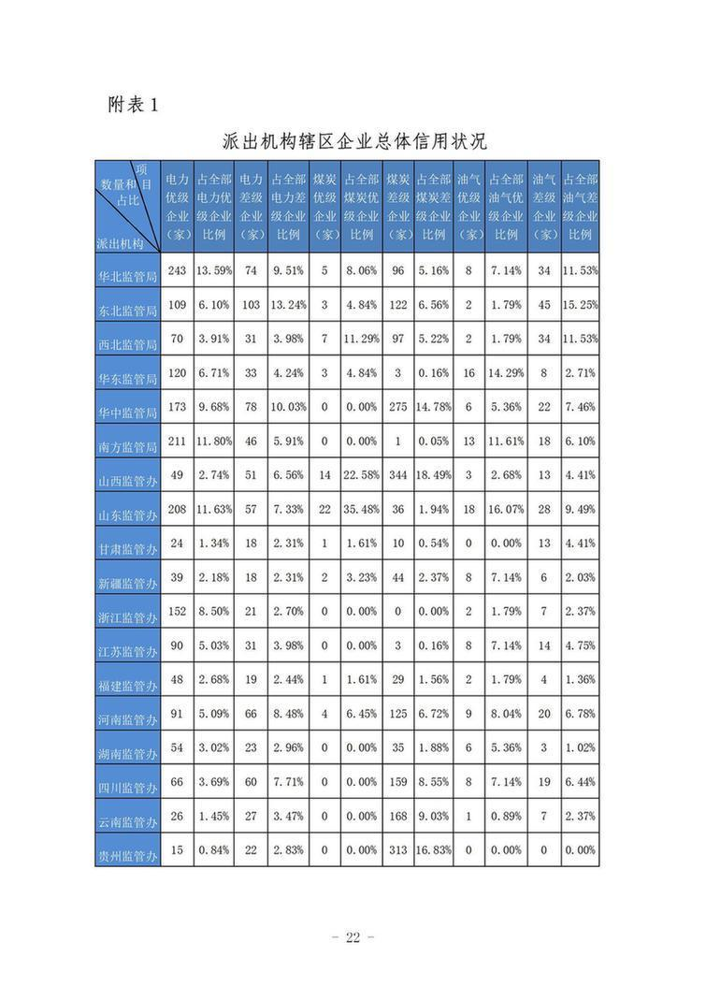 附表1
派出机构辖区企业总体信用状况
项目 数量和占比 派出机构 电力优级企业（家） 占全部电力优级企业比例 电力差级企业（家） 占全部电力差级企业比例 煤炭优级企业（家） 占全部煤炭优级企业比例 煤炭差级企业（家） 占全部煤炭差级企业比例 油气优级企业（家） 占全部油气优级企业比例 油气差级企业（家） 占全部油气差级企业比例
华北监管局 243 13.59% 74 9.51% 5 8.06% 96 5.16% 8 7.14% 34 11.53%
东北监管局 109 6.10% 103 13.24% 3 4.84% 122 6.56% 2 1.79% 45 15.25%
西北监管局 70 3.91% 31 3.98% 7 11.29% 97 5.22% 2 1.79% 34 11.53%
华东监管局 120 6.71% 33 4.24% 3 4.84% 3 0.16% 16 14.29% 8 2.71%
华中监管局 173 9.68% 78 10.03% 0 0.00% 275 14.78% 6 5.36% 22 7.46%
南方监管局 211 11.80% 46 5.91% 0 0.00% 1 0.05% 13 11.61% 18 6.10%
山西监管办 49 2.74% 51 6.56% 14 22.58% 344 18.49% 3 2.68% 13 4.41%
山东监管办 208 11.63% 57 7.33% 22 35.48% 36 1.94% 18 16.07% 28 9.49%
甘肃监管办 24 1.34% 18 2.31% 1 1.61% 10 0.54% 0 0.00% 13 4.41%
新疆监管办 39 2.18% 18 2.31% 2 3.23% 44 2.37% 8 7.14% 6 2.03%
浙江监管办 152 8.50% 21 2.70% 0 0.00% 0 0.00% 2 1.79% 7 2.37%
江苏监管办 90 5.03% 31 3.98% 0 0.00% 3 0.16% 8 7.14% 14 4.75%
福建监管办 48 2.68% 19 2.44% 1 1.61% 29 1.56% 2 1.79% 4 1.36%
河南监管办 91 5.09% 66 8.48% 4 6.45% 125 6.72% 9 8.04% 20 6.78%
湖南监管办 54 3.02% 23 2.96% 0 0.00% 35 1.88% 6 5.36% 3 1.02%
四川监管办 66 3.69% 60 7.71% 0 0.00% 159 8.55% 8 7.14% 19 6.44%
云南监管办 26 1.45% 27 3.47% 0 0.00% 168 9.03% 1 0.89% 7 2.37%
贵州监管办 15 0.84% 22 2.83% 0 0.00% 313 16.83% 0 0.00% 0 0.00%
- 22 -